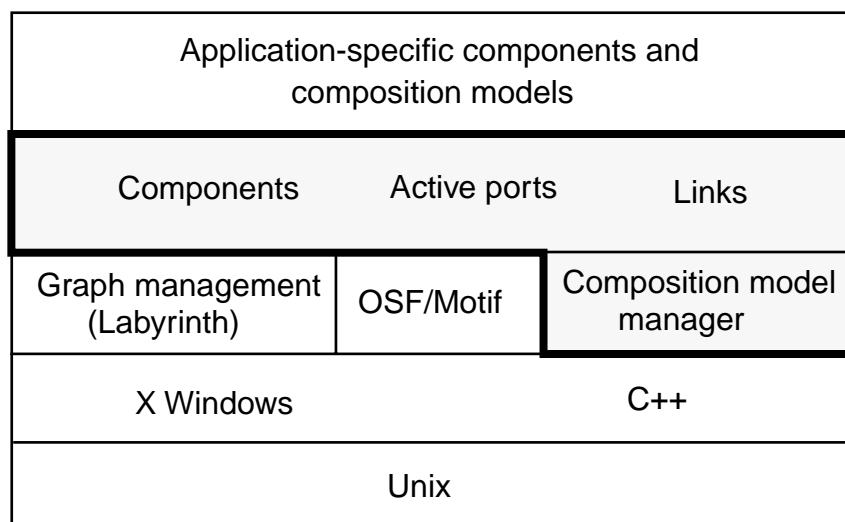 Application-specific components and
composition models
Components Active ports Links
Graph management
(Labyrinth)
OSF/Motif
Composition model
manager
X Windows C++
Unix